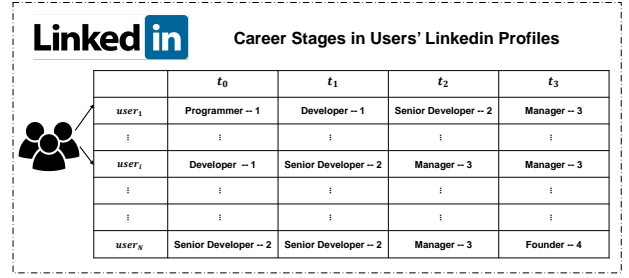 Linked in
Career Stages in Users' Linkedin Profiles
t₀ t₁ t₂ t₃
user₁ Programmer -- 1 Developer -- 1 Senior Developer -- 2 Manager -- 3
⋮ ⋮ ⋮ ⋮ ⋮
userᵢ Developer -- 1 Senior Developer -- 2 Manager -- 3 Manager -- 3
⋮ ⋮ ⋮ ⋮ ⋮
⋮ ⋮ ⋮ ⋮ ⋮
user_N Senior Developer -- 2 Senior Developer -- 2 Manager -- 3 Founder -- 4